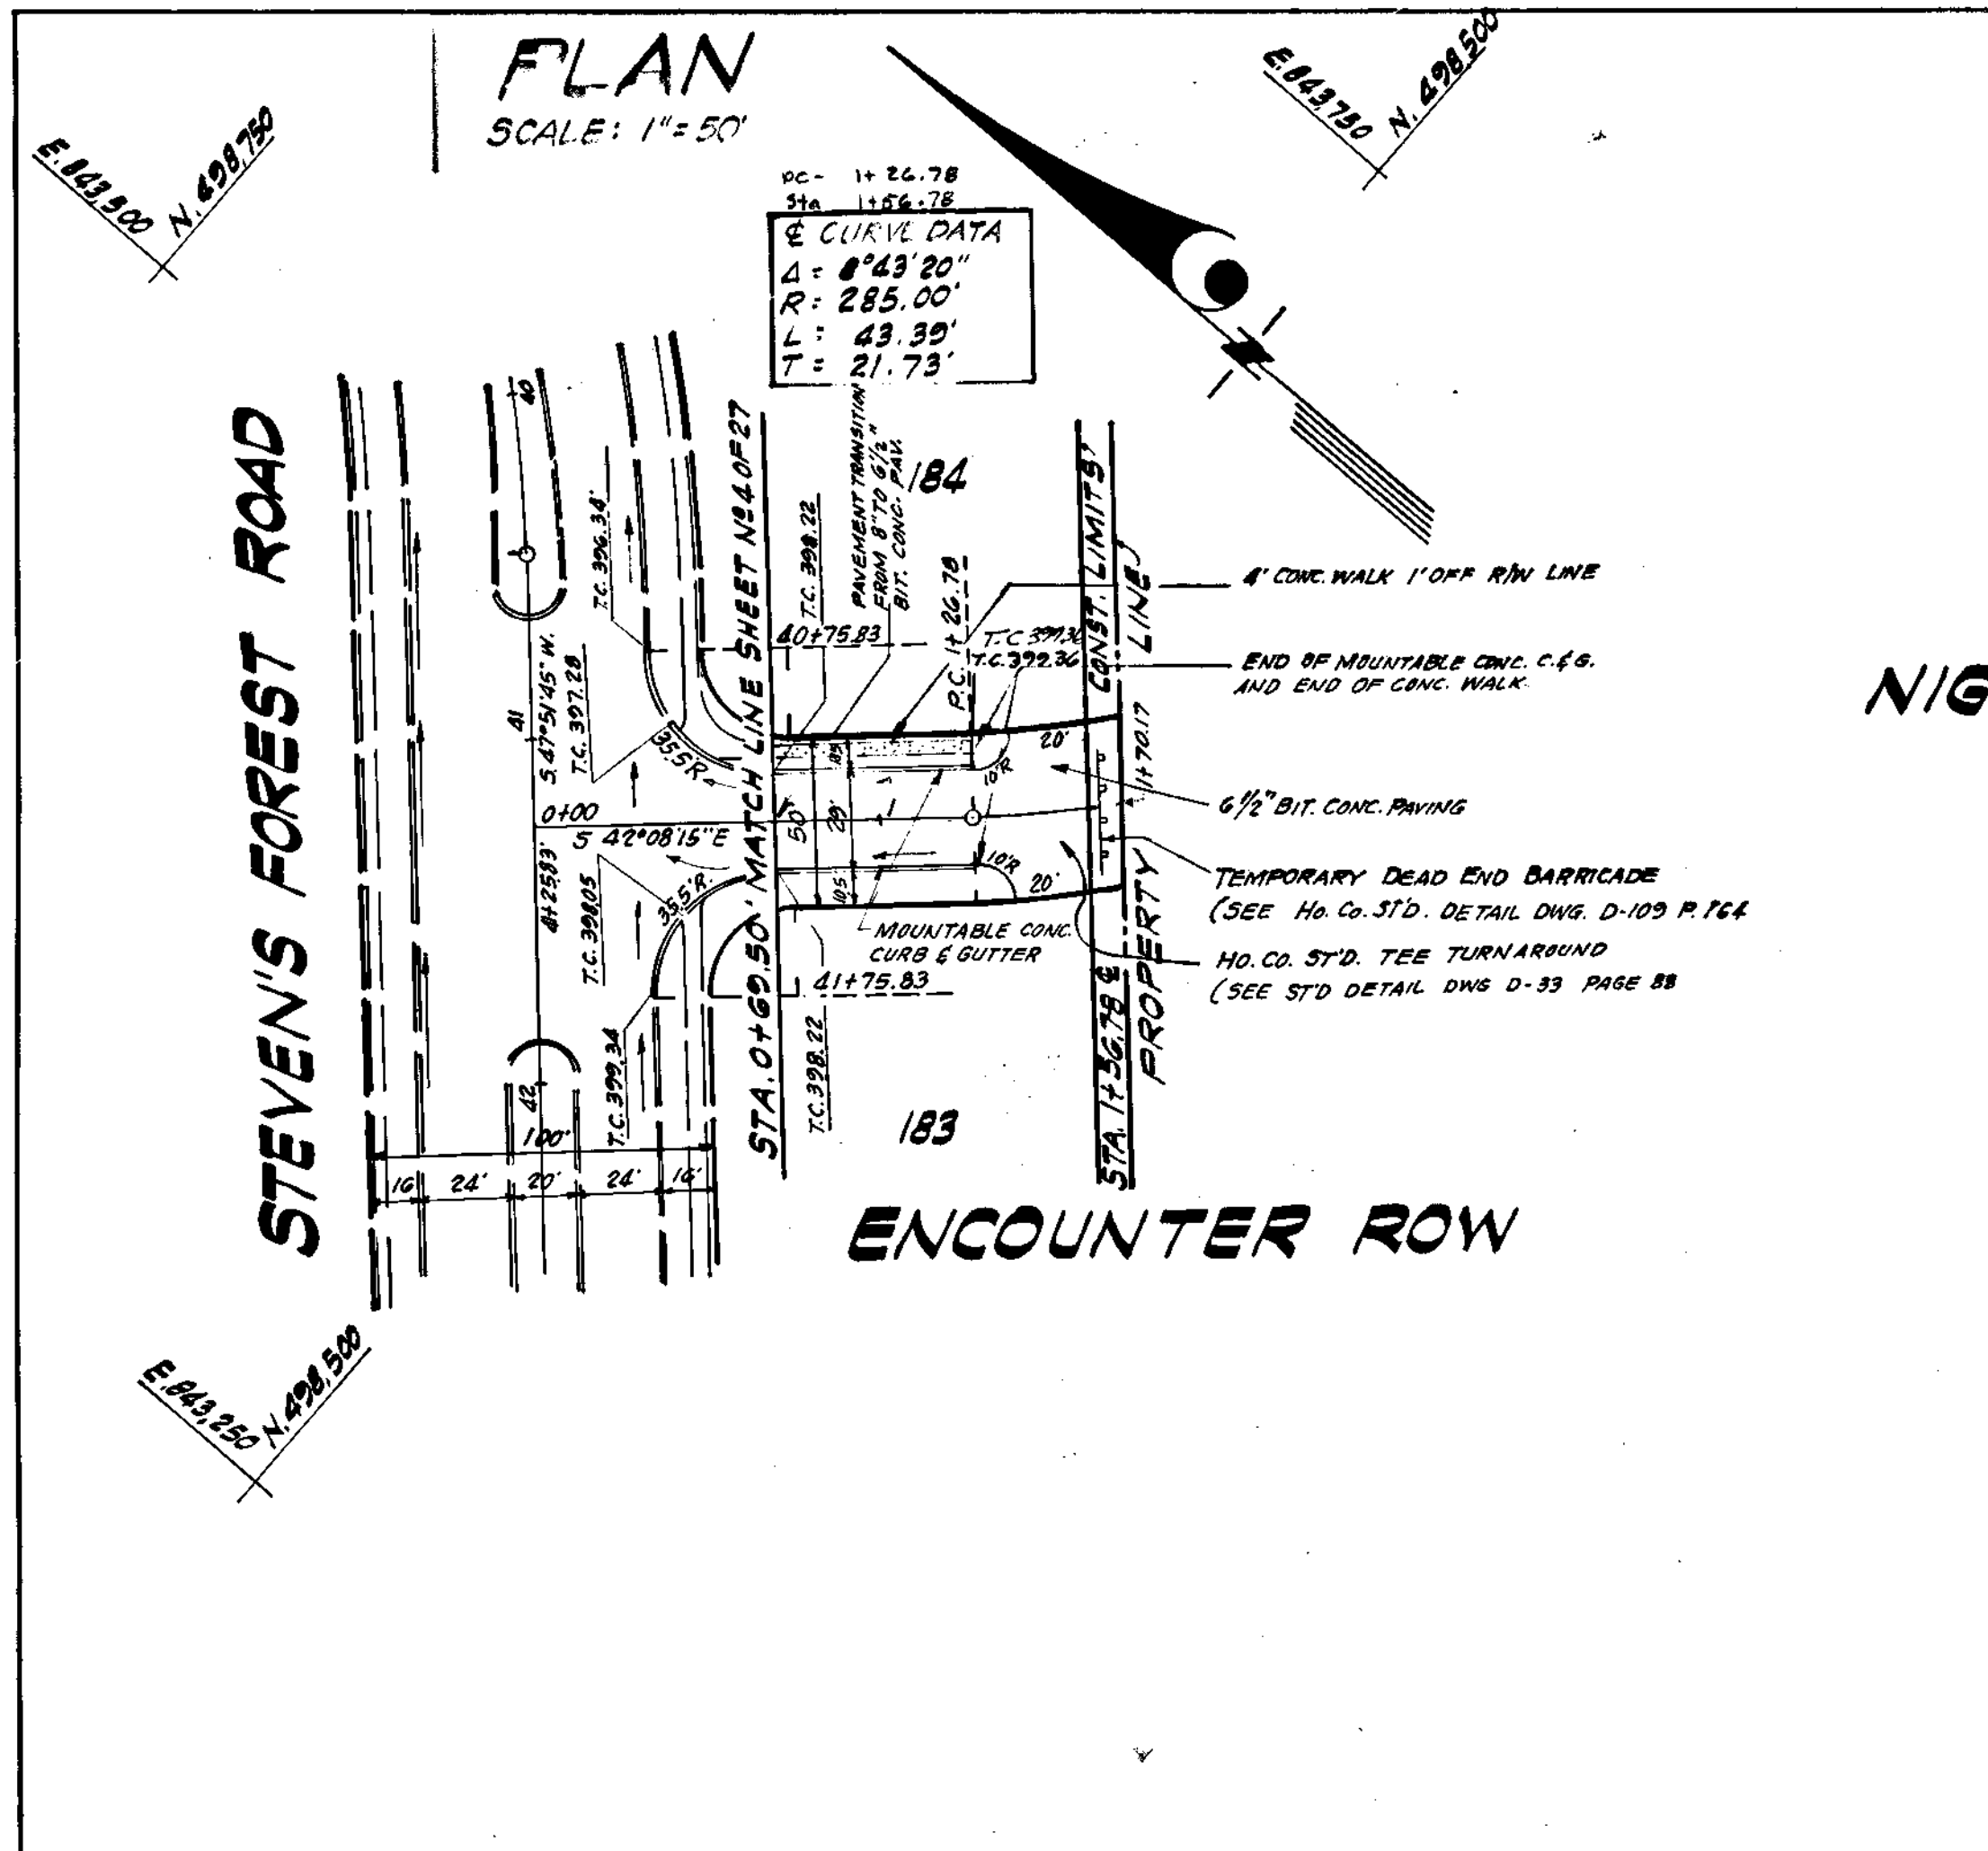 PLAN
SCALE: 1"=50'
E.843,500
N.498,750
E.843,750
N.498,500
PC- 1+26.78
Sta 1+56.78
℄ CURVE DATA
Δ = 8°43'20"
R = 285.00'
L = 43.39'
T = 21.73'
STEVEN'S FOREST ROAD
40
41
42
T.C. 396.34'
T.C. 397.28
S.47°51'45" W.
35.5'R
0+00
S 42°08'15"E
41+25.83'
T.C. 398.05
35.5'R.
T.C. 399.34
100'
16'
24'
20'
24'
16'
STA. 0+69.50' MATCH LINE SHEET Nº 4 OF 27
T.C. 398.22
PAVEMENT TRANSITION
FROM 8" TO 6½"
BIT. CONC. PAV.
184
40+75.83
P.C. 1+26.78
T.C. 392.36
CONST. LIMITS
PROPERTY LINE
1+70.17
4' CONC. WALK 1' OFF R/W LINE
END OF MOUNTABLE CONC. C.& G.
AND END OF CONC. WALK.
NIG
20'
10'R
50'
29'
10.5'
1
10'R
20'
6½" BIT. CONC. PAVING
TEMPORARY DEAD END BARRICADE
(SEE Ho. Co. ST'D. DETAIL DWG. D-109 P. 164
MOUNTABLE CONC.
CURB & GUTTER
HO. CO. ST'D. TEE TURNAROUND
(SEE ST'D DETAIL DWG D-33 PAGE 88
41+75.83
T.C. 398.22
STA. 1+56.78 ℄
183
ENCOUNTER ROW
E.843,250
N.498,500